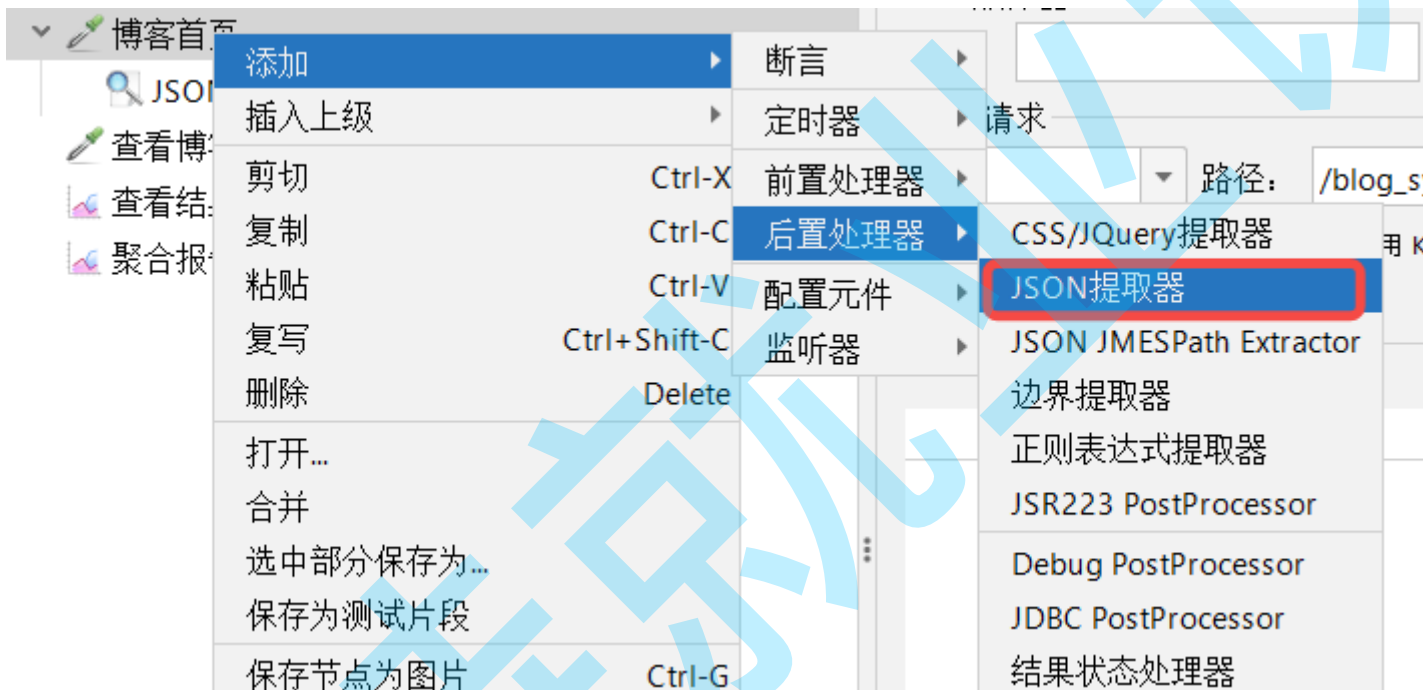 博客首页
添加
断言
JSO
插入上级
定时器
请求
查看博
剪切 Ctrl-X
前置处理器
路径: /blog_s
查看结
复制 Ctrl-C
后置处理器
CSS/JQuery提取器
用 K
聚合报
粘贴 Ctrl-V
配置元件
JSON提取器
复写 Ctrl+Shift-C
监听器
JSON JMESPath Extractor
删除 Delete
边界提取器
打开...
正则表达式提取器
合并
JSR223 PostProcessor
选中部分保存为...
Debug PostProcessor
保存为测试片段
JDBC PostProcessor
保存节点为图片 Ctrl-G
结果状态处理器